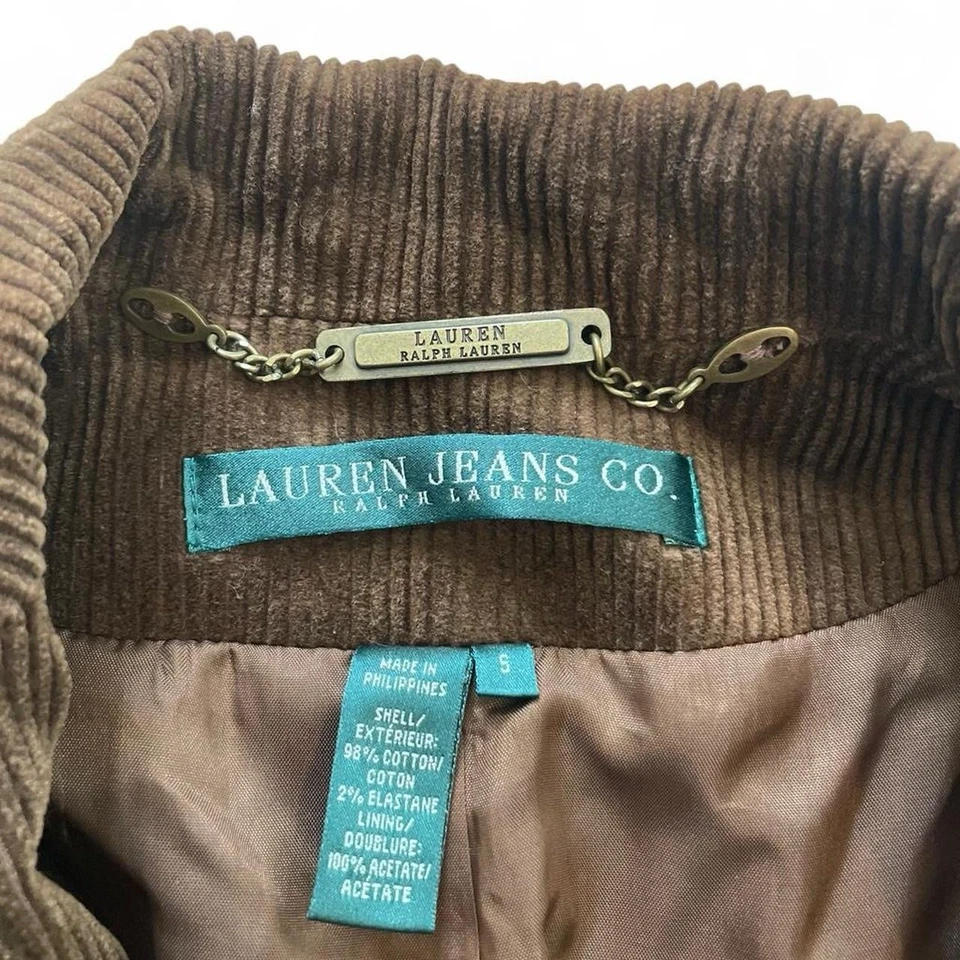 LAUREN
RALPH LAUREN
LAUREN JEANS CO.
RALPH LAUREN
S
MADE IN
PHILIPPINES
SHELL/
EXTÉRIEUR:
98% COTTON/
COTON
2% ELASTANE
LINING/
DOUBLURE:
100% ACETATE/
ACETATE